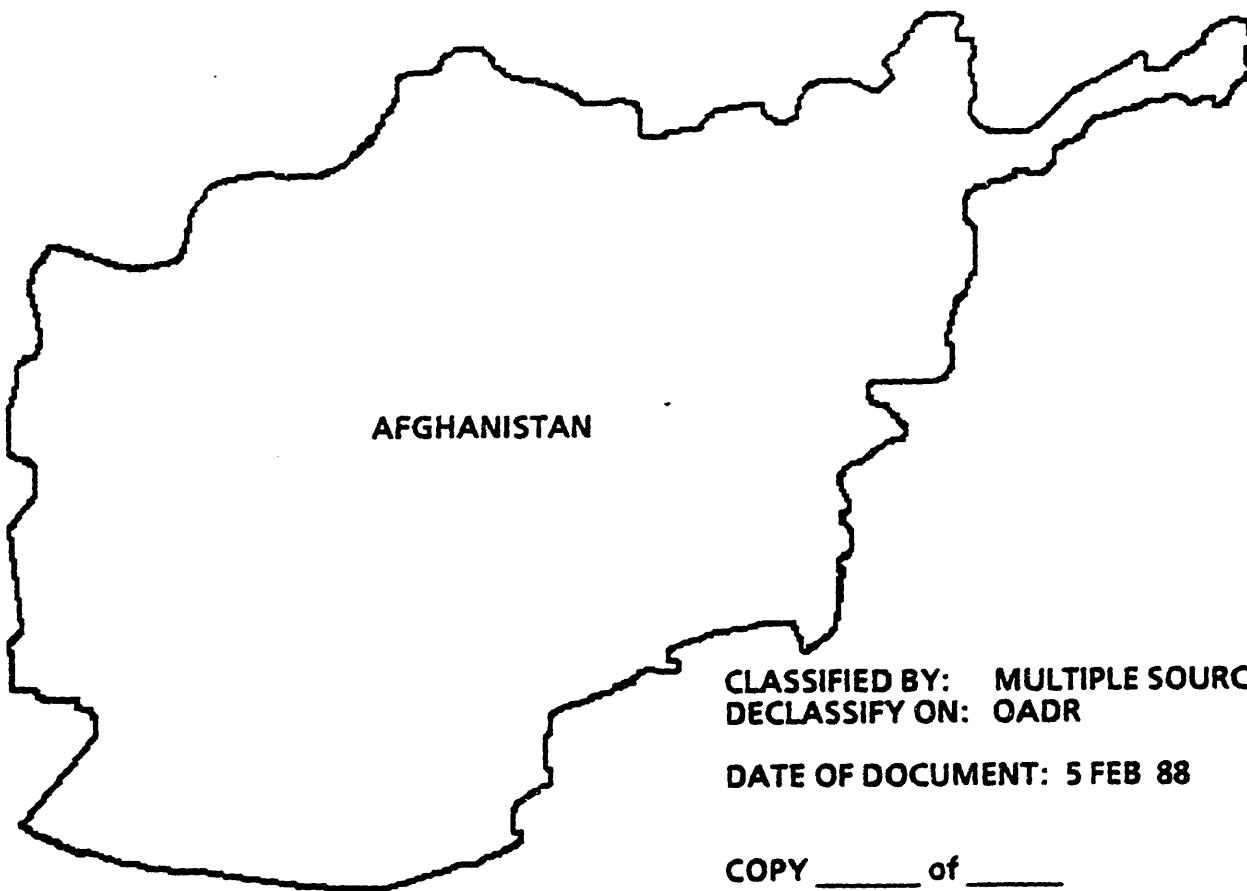 AFGHANISTAN
CLASSIFIED BY: MULTIPLE SOURC
DECLASSIFY ON: OADR
DATE OF DOCUMENT: 5 FEB 88
COPY ______ of ______